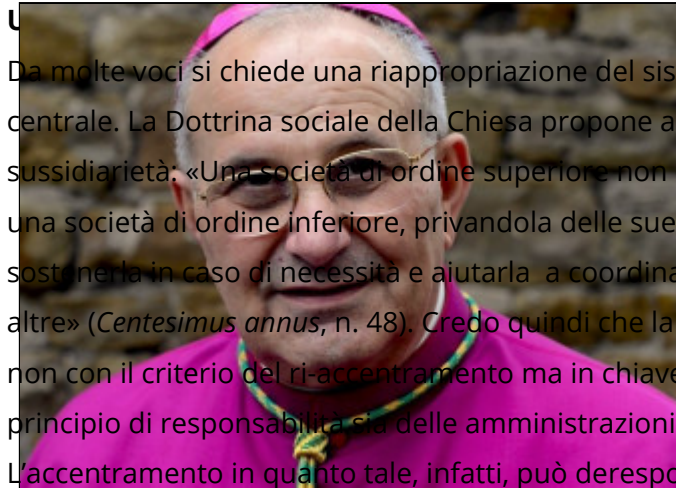 Da molte voci si chiede una riappropriazione del sis
centrale. La Dottrina sociale della Chiesa propone a
sussidiarietà: «Una società di ordine superiore non
una società di ordine inferiore, privandola delle sue
sostenerla in caso di necessità e aiutarla a coordina
altre» (Centesimus annus, n. 48). Credo quindi che la
non con il criterio del ri-accentramento ma in chiave
principio di responsabilità sia delle amministrazioni
L’accentramento in quanto tale, infatti, può derespo